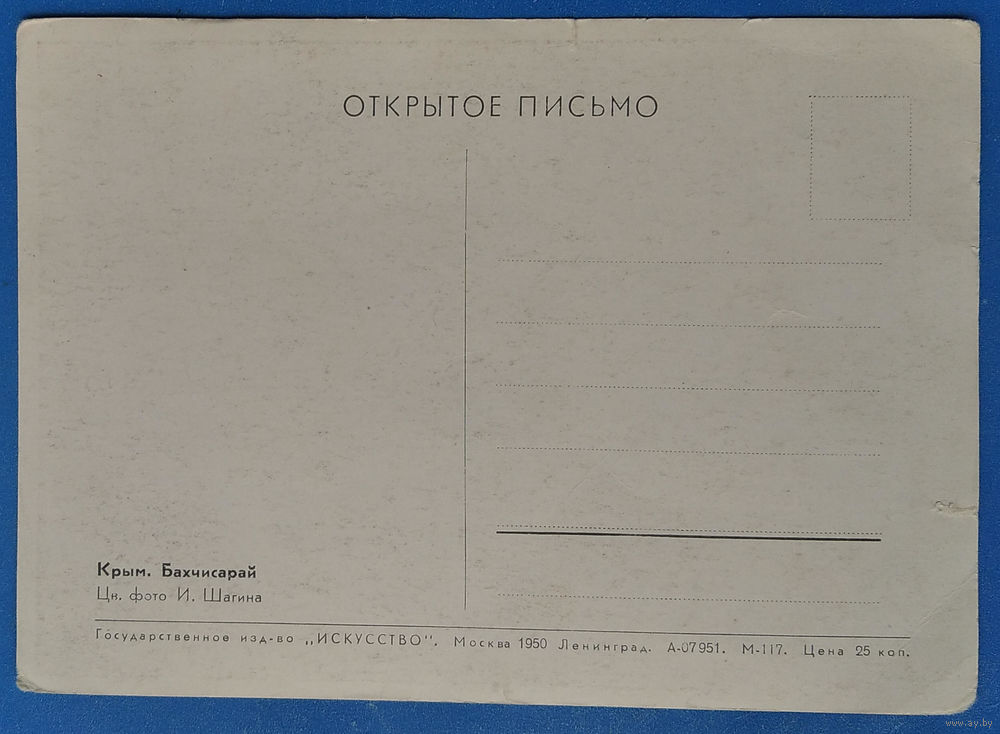 ОТКРЫТОЕ ПИСЬМО
Крым. Бахчисарай
Цв. фото И. Шагина
Государственное изд-во „ИСКУССТВО“. Москва 1950 Ленинград. А-07951. М-117. Цена 25 коп.
www.ay.by